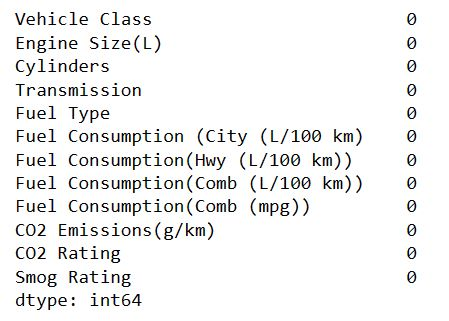 Vehicle Class 0
Engine Size(L) 0
Cylinders 0
Transmission 0
Fuel Type 0
Fuel Consumption (City (L/100 km) 0
Fuel Consumption(Hwy (L/100 km)) 0
Fuel Consumption(Comb (L/100 km)) 0
Fuel Consumption(Comb (mpg)) 0
CO2 Emissions(g/km) 0
CO2 Rating 0
Smog Rating 0
dtype: int64